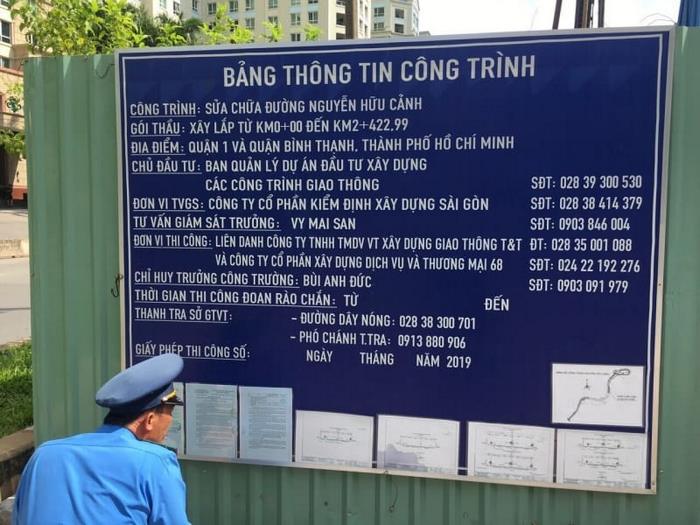 BẢNG THÔNG TIN CÔNG TRÌNH
CÔNG TRÌNH: SỬA CHỮA ĐƯỜNG NGUYỄN HỮU CẢNH
GÓI THẦU: XÂY LẮP TỪ KM0+00 ĐẾN KM2+422.99
ĐỊA ĐIỂM: QUẬN 1 VÀ QUẬN BÌNH THẠNH, THÀNH PHỐ HỒ CHÍ MINH
CHỦ ĐẦU TƯ: BAN QUẢN LÝ DỰ ÁN ĐẦU TƯ XÂY DỰNG
CÁC CÔNG TRÌNH GIAO THÔNG SĐT: 028 39 300 530
ĐƠN VỊ TVGS: CÔNG TY CỔ PHẦN KIỂM ĐỊNH XÂY DỰNG SÀI GÒN SĐT: 028 38 414 379
TƯ VẤN GIÁM SÁT TRƯỞNG: VY MAI SAN SĐT: 0903 846 004
ĐƠN VỊ THI CÔNG: LIÊN DANH CÔNG TY TNHH TMDV VT XÂY DỰNG GIAO THÔNG T&T ĐT: 028 35 001 088
VÀ CÔNG TY CỔ PHẦN XÂY DỰNG DỊCH VỤ VÀ THƯƠNG MẠI 68 SĐT: 024 22 192 276
CHỈ HUY TRƯỞNG CÔNG TRƯỜNG: BÙI ANH ĐỨC SĐT: 0903 091 979
THỜI GIAN THI CÔNG ĐOẠN RÀO CHẮN: TỪ ĐẾN
THANH TRA SỞ GTVT: - ĐƯỜNG DÂY NÓNG: 028 38 300 701
- PHÓ CHÁNH T.TRA: 0913 880 906
GIẤY PHÉP THI CÔNG SỐ: NGÀY THÁNG NĂM 2019